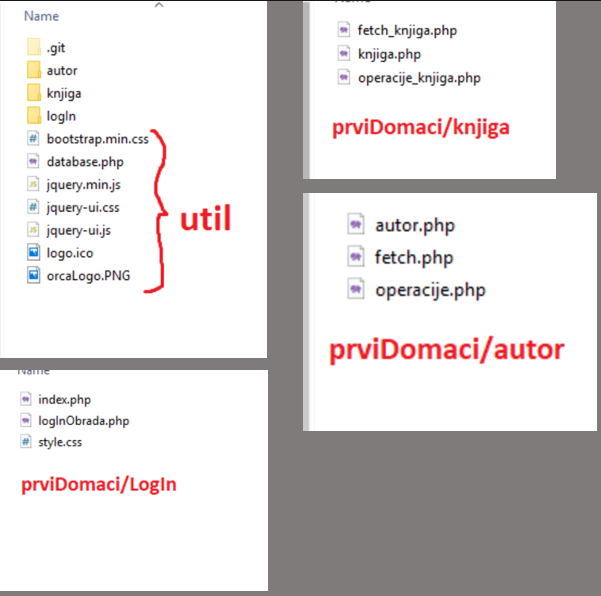 Name
.git
autor
knjiga
logIn
bootstrap.min.css
database.php
jquery.min.js
jquery-ui.css
jquery-ui.js
logo.ico
orcaLogo.PNG
util
Name
fetch_knjiga.php
knjiga.php
operacije_knjiga.php
prviDomaci/knjiga
autor.php
fetch.php
operacije.php
prviDomaci/autor
Name
index.php
logInObrada.php
style.css
prviDomaci/LogIn